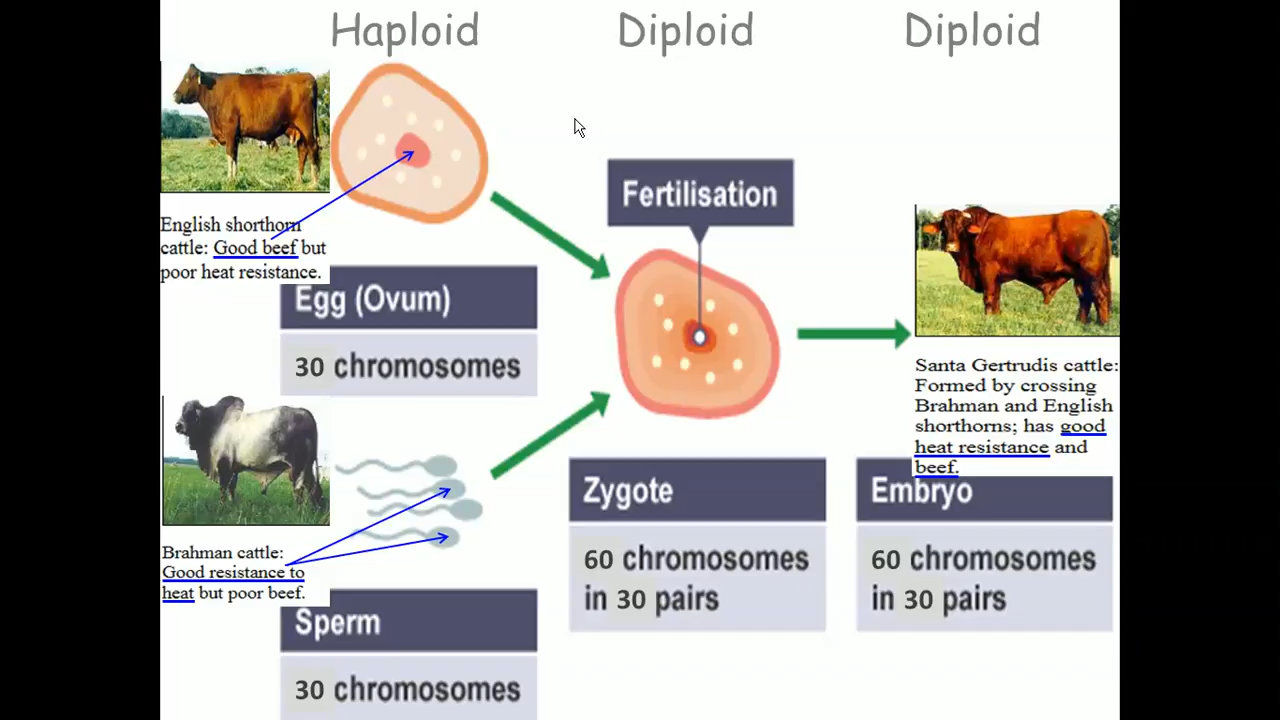 Haploid
Diploid
Diploid
English shorthorn
cattle: Good beef but
poor heat resistance.
Egg (Ovum)
30 chromosomes
Fertilisation
Brahman cattle:
Good resistance to
heat but poor beef.
Sperm
30 chromosomes
Zygote
60 chromosomes
in 30 pairs
Santa Gertrudis cattle:
Formed by crossing
Brahman and English
shorthorns; has good
heat resistance and
beef.
Embryo
60 chromosomes
in 30 pairs